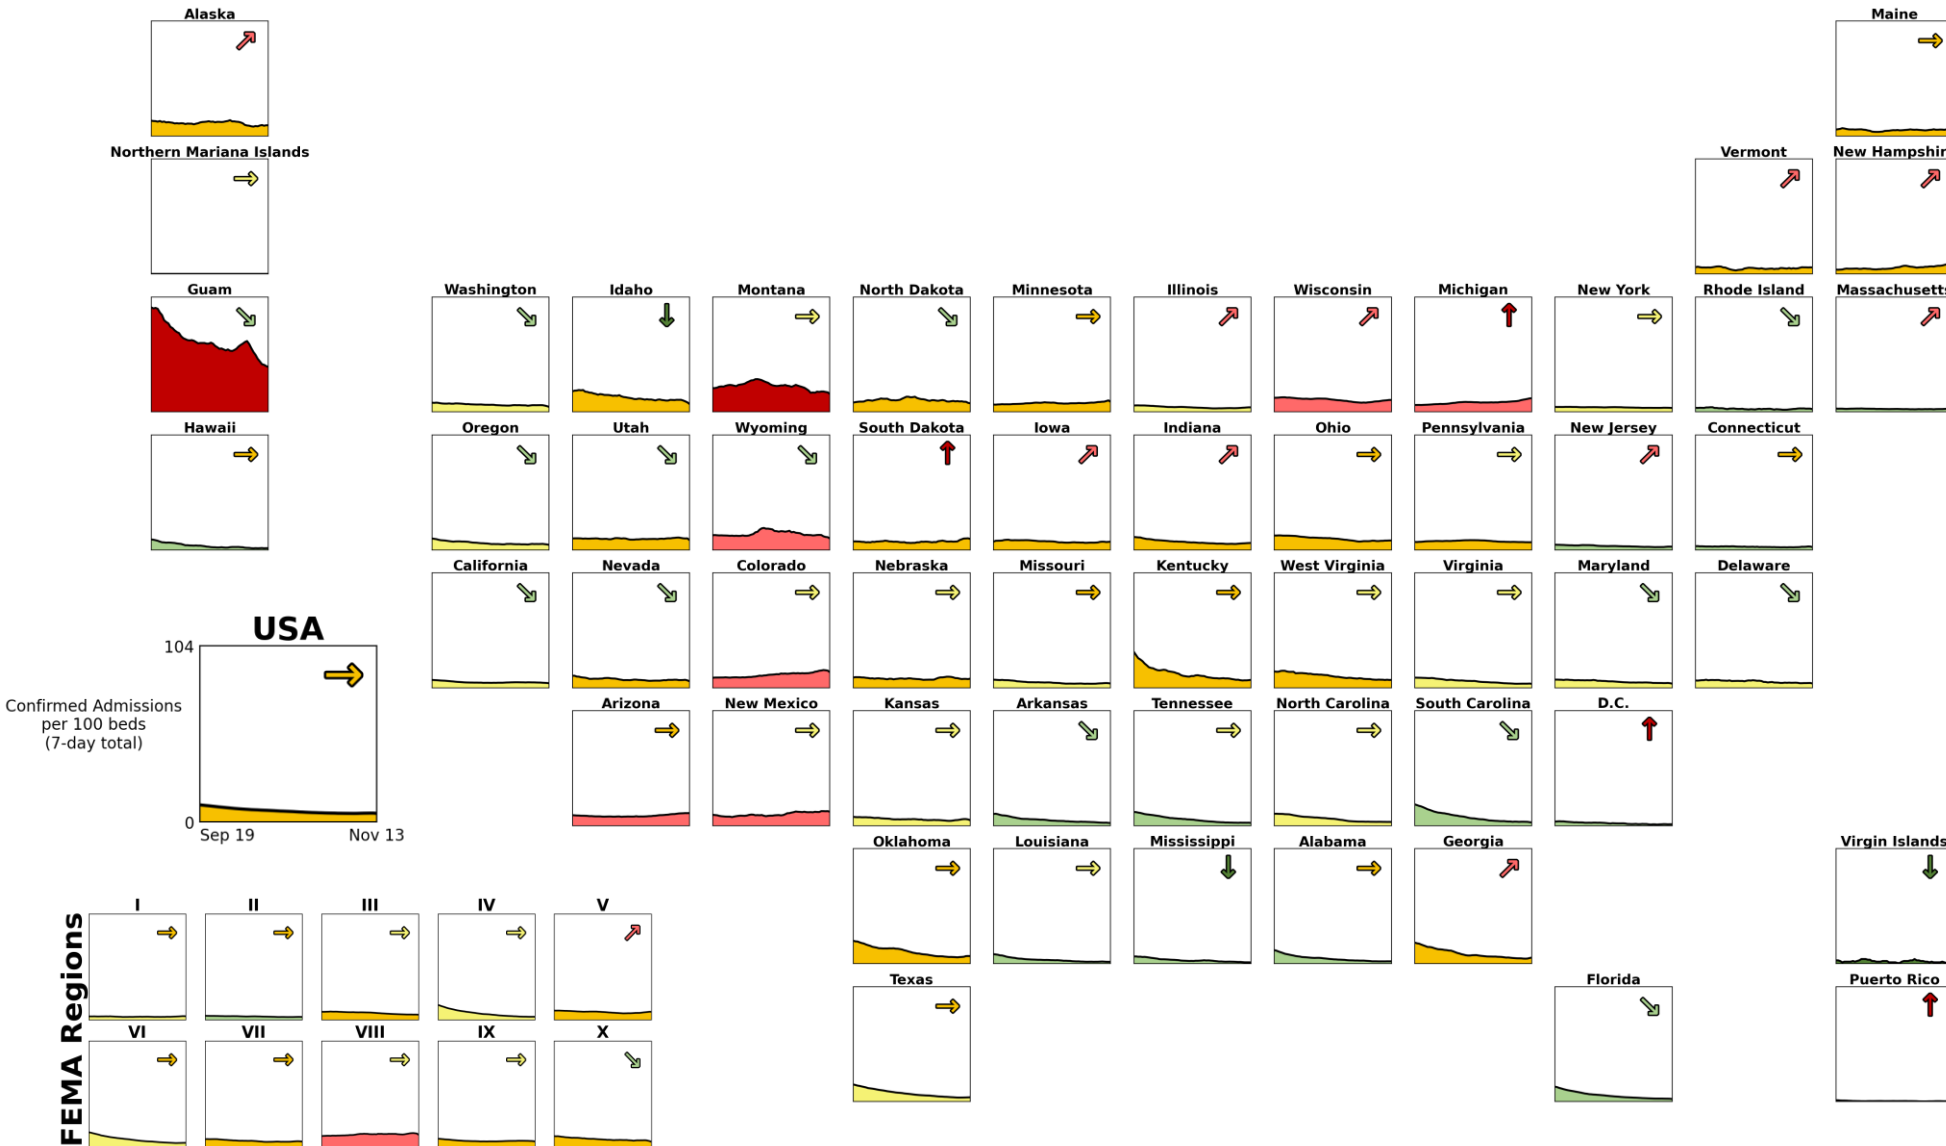 Alaska
Maine
Northern Mariana Islands
Vermont
New Hampshir
Guam
Washington
Idaho
Montana
North Dakota
Minnesota
Illinois
Wisconsin
Michigan
New York
Rhode Island
Massachusetts
Hawaii
Oregon
Utah
Wyoming
South Dakota
Iowa
Indiana
Ohio
Pennsylvania
New Jersey
Connecticut
California
Nevada
Colorado
Nebraska
Missouri
Kentucky
West Virginia
Virginia
Maryland
Delaware
USA
104
Confirmed Admissions
per 100 beds
(7-day total)
0
Sep 19
Nov 13
Arizona
New Mexico
Kansas
Arkansas
Tennessee
North Carolina
South Carolina
D.C.
Oklahoma
Louisiana
Mississippi
Alabama
Georgia
Virgin Islands
Texas
Florida
Puerto Rico
FEMA Regions
I
II
III
IV
V
VI
VII
VIII
IX
X